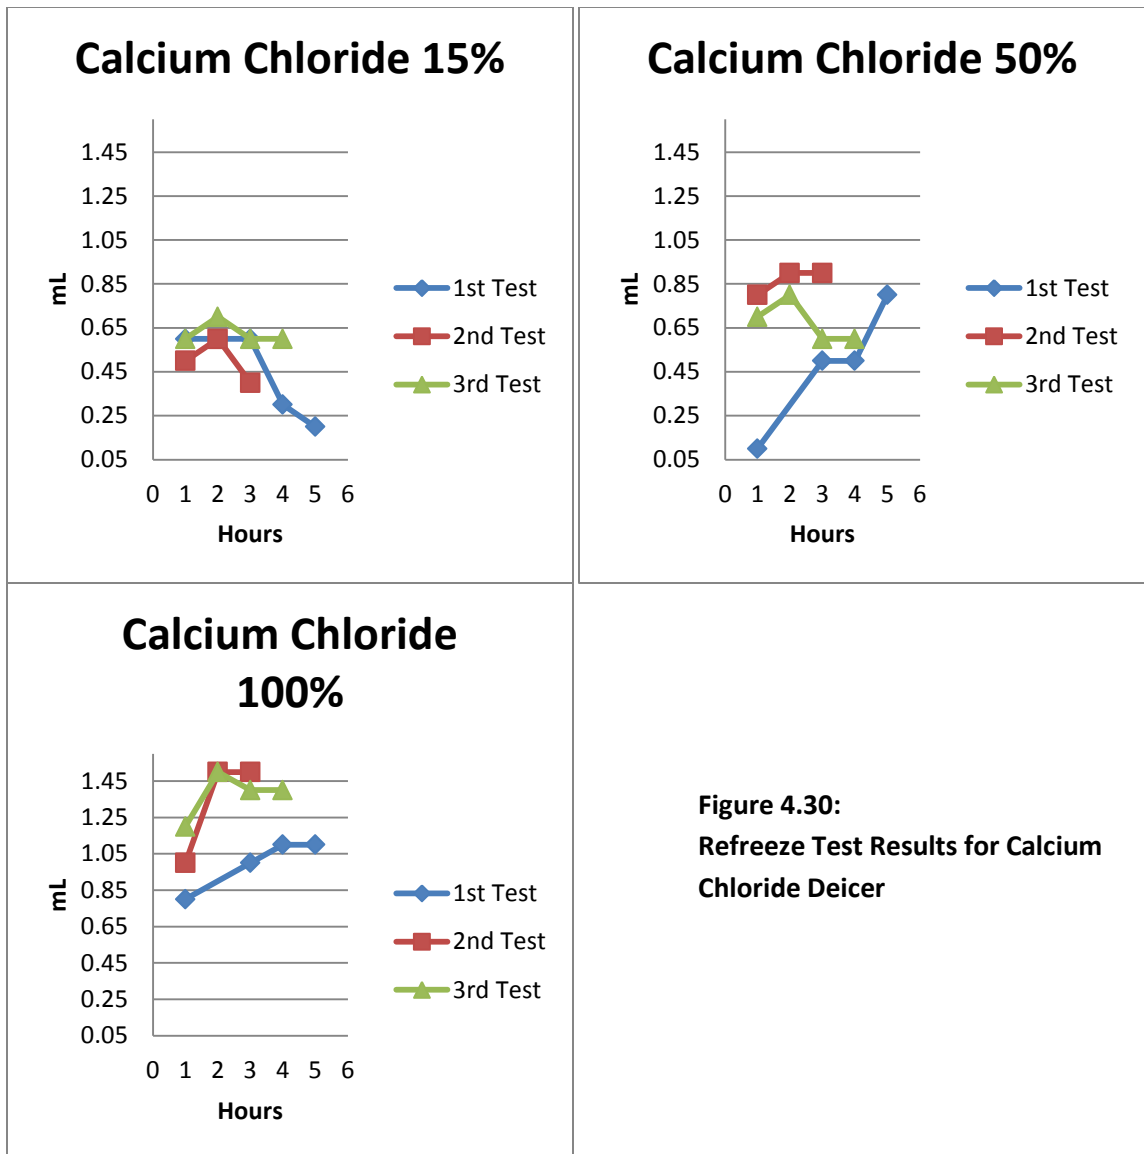 Calcium Chloride 15%
1.45
1.25
1.05
0.85
0.65
0.45
0.25
0.05
mL
0 1 2 3 4 5 6
Hours
1st Test
2nd Test
3rd Test
Calcium Chloride 50%
1.45
1.25
1.05
0.85
0.65
0.45
0.25
0.05
mL
0 1 2 3 4 5 6
Hours
1st Test
2nd Test
3rd Test
Calcium Chloride
100%
1.45
1.25
1.05
0.85
0.65
0.45
0.25
0.05
mL
0 1 2 3 4 5 6
Hours
1st Test
2nd Test
3rd Test
Figure 4.30:
Refreeze Test Results for Calcium
Chloride Deicer